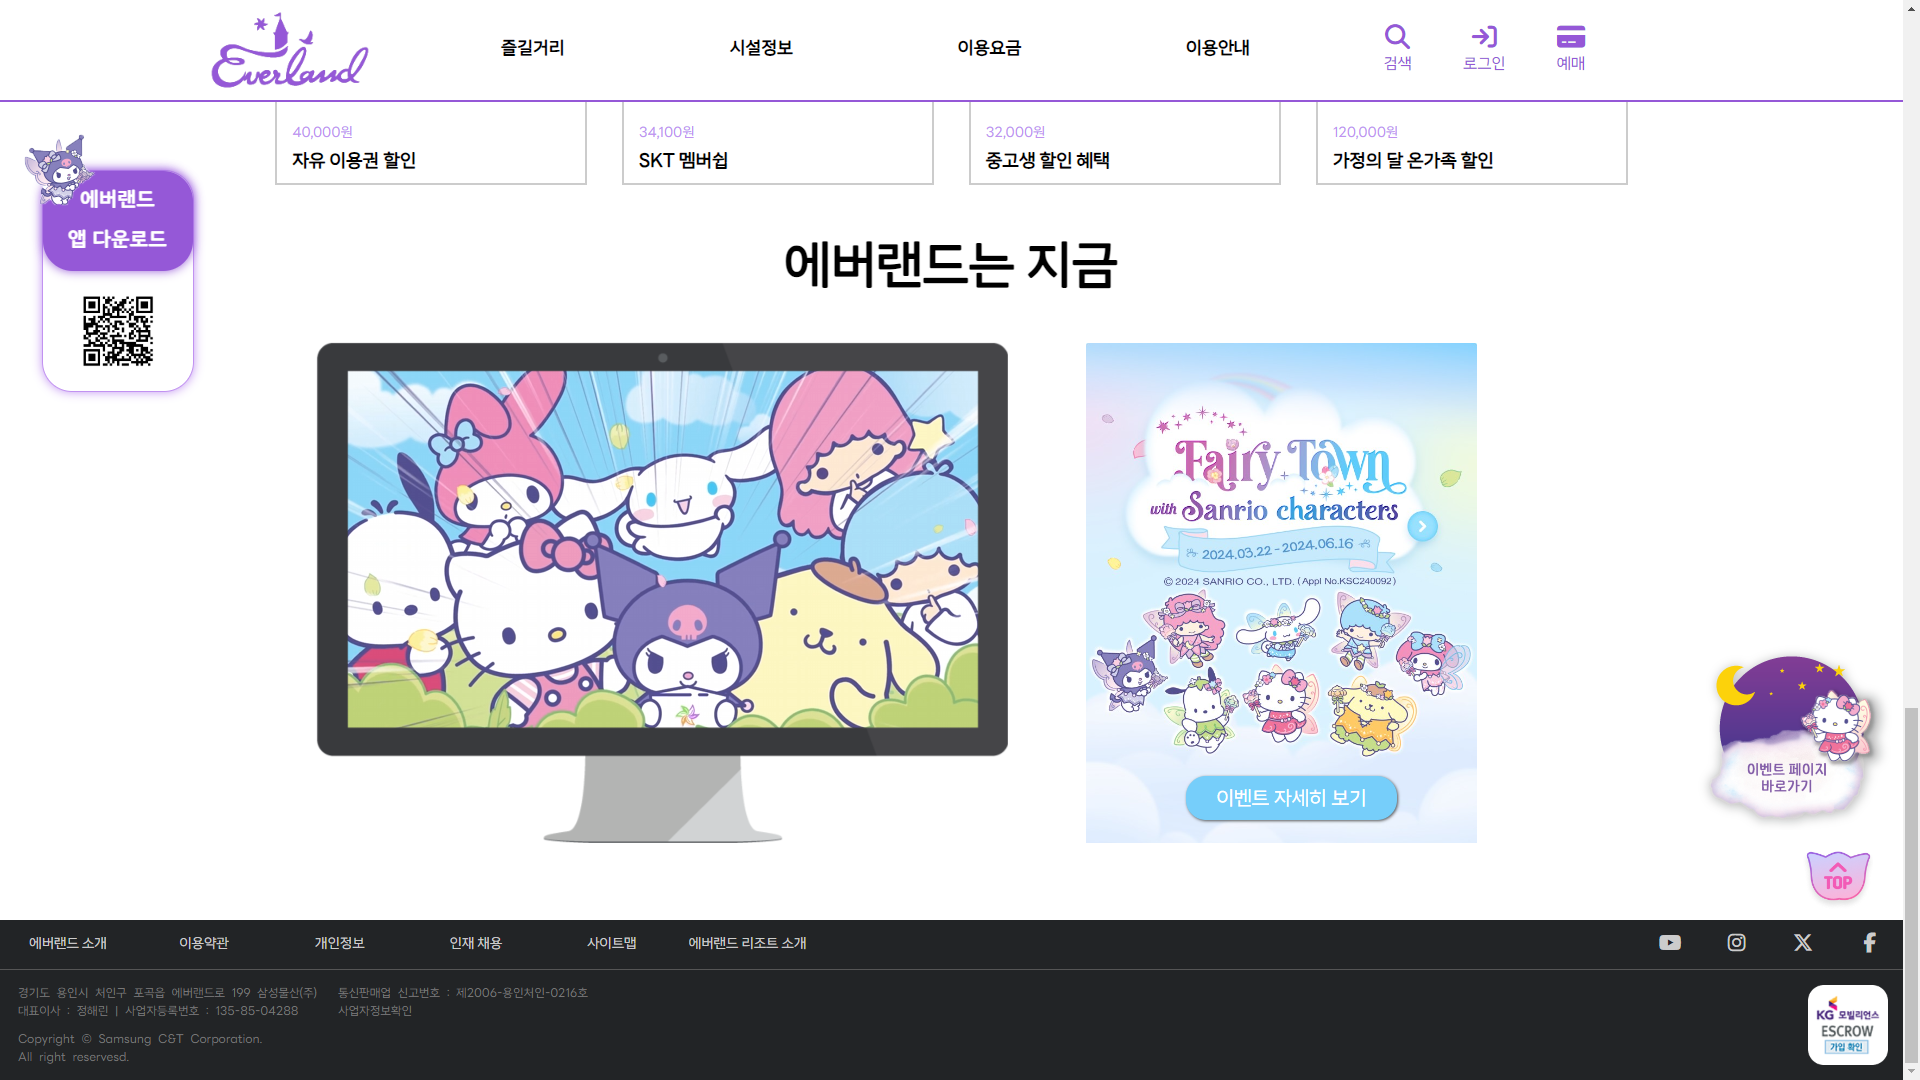 Everland
즐길거리
시설정보
이용요금
이용안내
검색
로그인
예매
40,000원
자유 이용권 할인
34,100원
SKT 멤버쉽
32,000원
중고생 할인 혜택
120,000원
가정의 달 온가족 할인
에버랜드
앱 다운로드
에버랜드는 지금
Fairy Town
with Sanrio characters
2024.03.22 - 2024.06.16
© 2024 SANRIO CO., LTD. (Appl No.KSC240092)
이벤트 자세히 보기
이벤트 페이지
바로가기
TOP
에버랜드 소개
이용약관
개인정보
인재 채용
사이트맵
에버랜드 리조트 소개
경기도 용인시 처인구 포곡읍 에버랜드로 199 삼성물산(주)
통신판매업 신고번호 : 제2006-용인처인-0216호
대표이사 : 정해린 | 사업자등록번호 : 135-85-04288
사업자정보확인
Copyright © Samsung C&T Corporation.
All right reservesd.
KG 모빌리언스
ESCROW
가입 확인